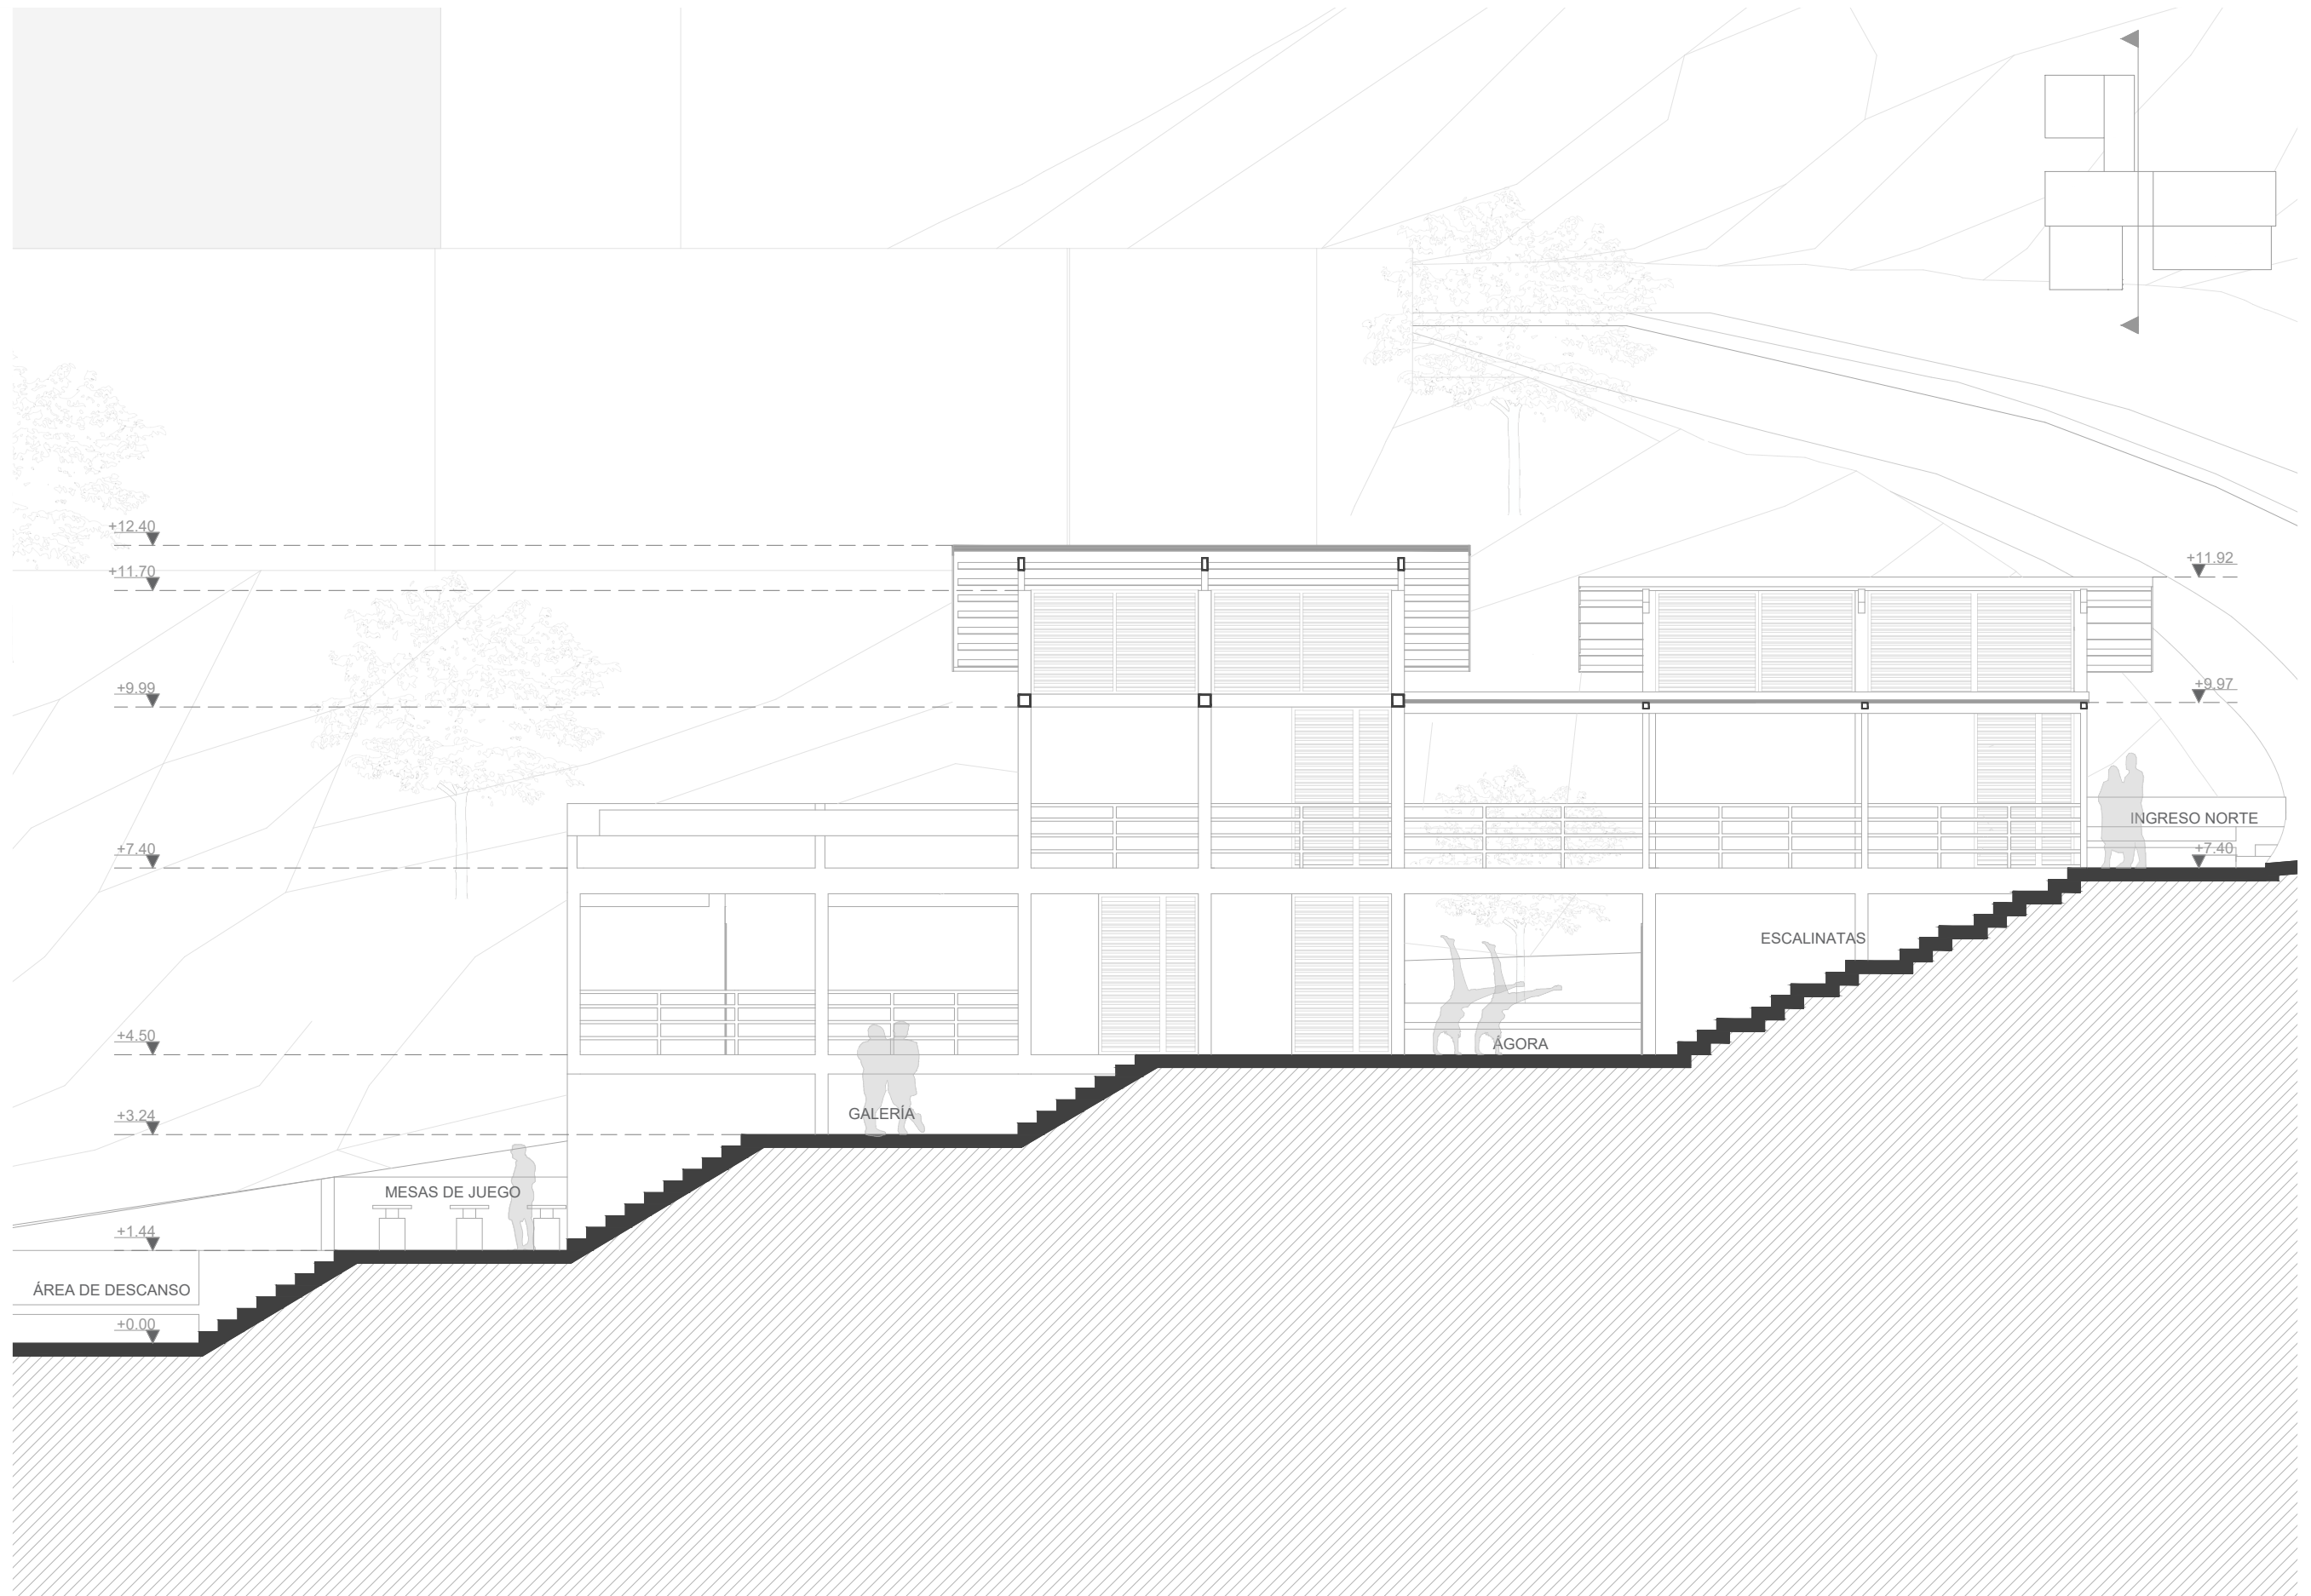 +12.40
+11.70
+11.92
+9.99
+9.97
INGRESO NORTE
+7.40
+7.40
ESCALINATAS
+4.50
ÁGORA
+3.24
GALERÍA
MESAS DE JUEGO
+1.44
ÁREA DE DESCANSO
+0.00